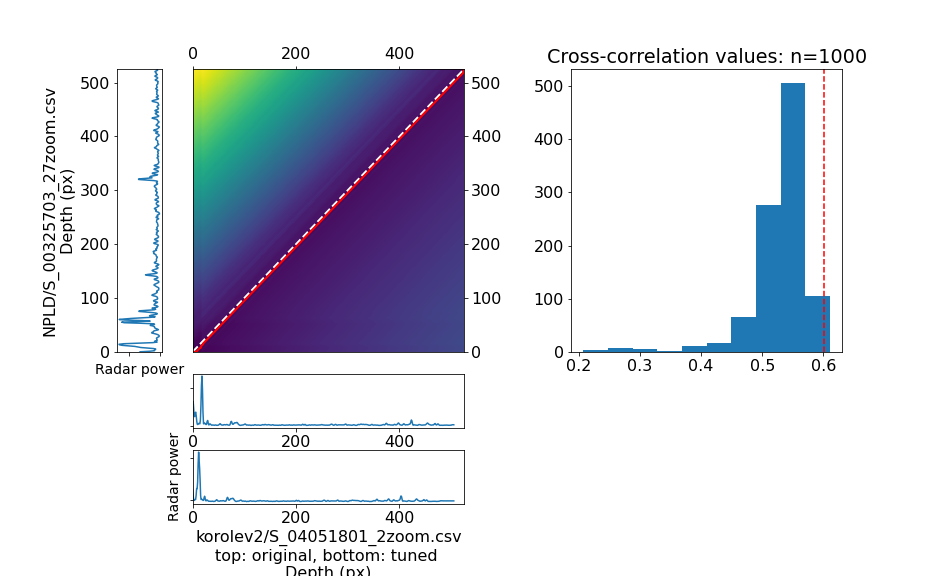 Cross-correlation values: n=1000
0 200 400
500 400 300 200 100 0
NPLD/S_00325703_27zoom.csv
Depth (px)
Radar power
500 400 300 200 100 0
500 400 300 200 100 0
0.2 0.3 0.4 0.5 0.6
0 200 400
Radar power
0 200 400
korolev2/S_04051801_2zoom.csv
top: original, bottom: tuned
Depth (px)